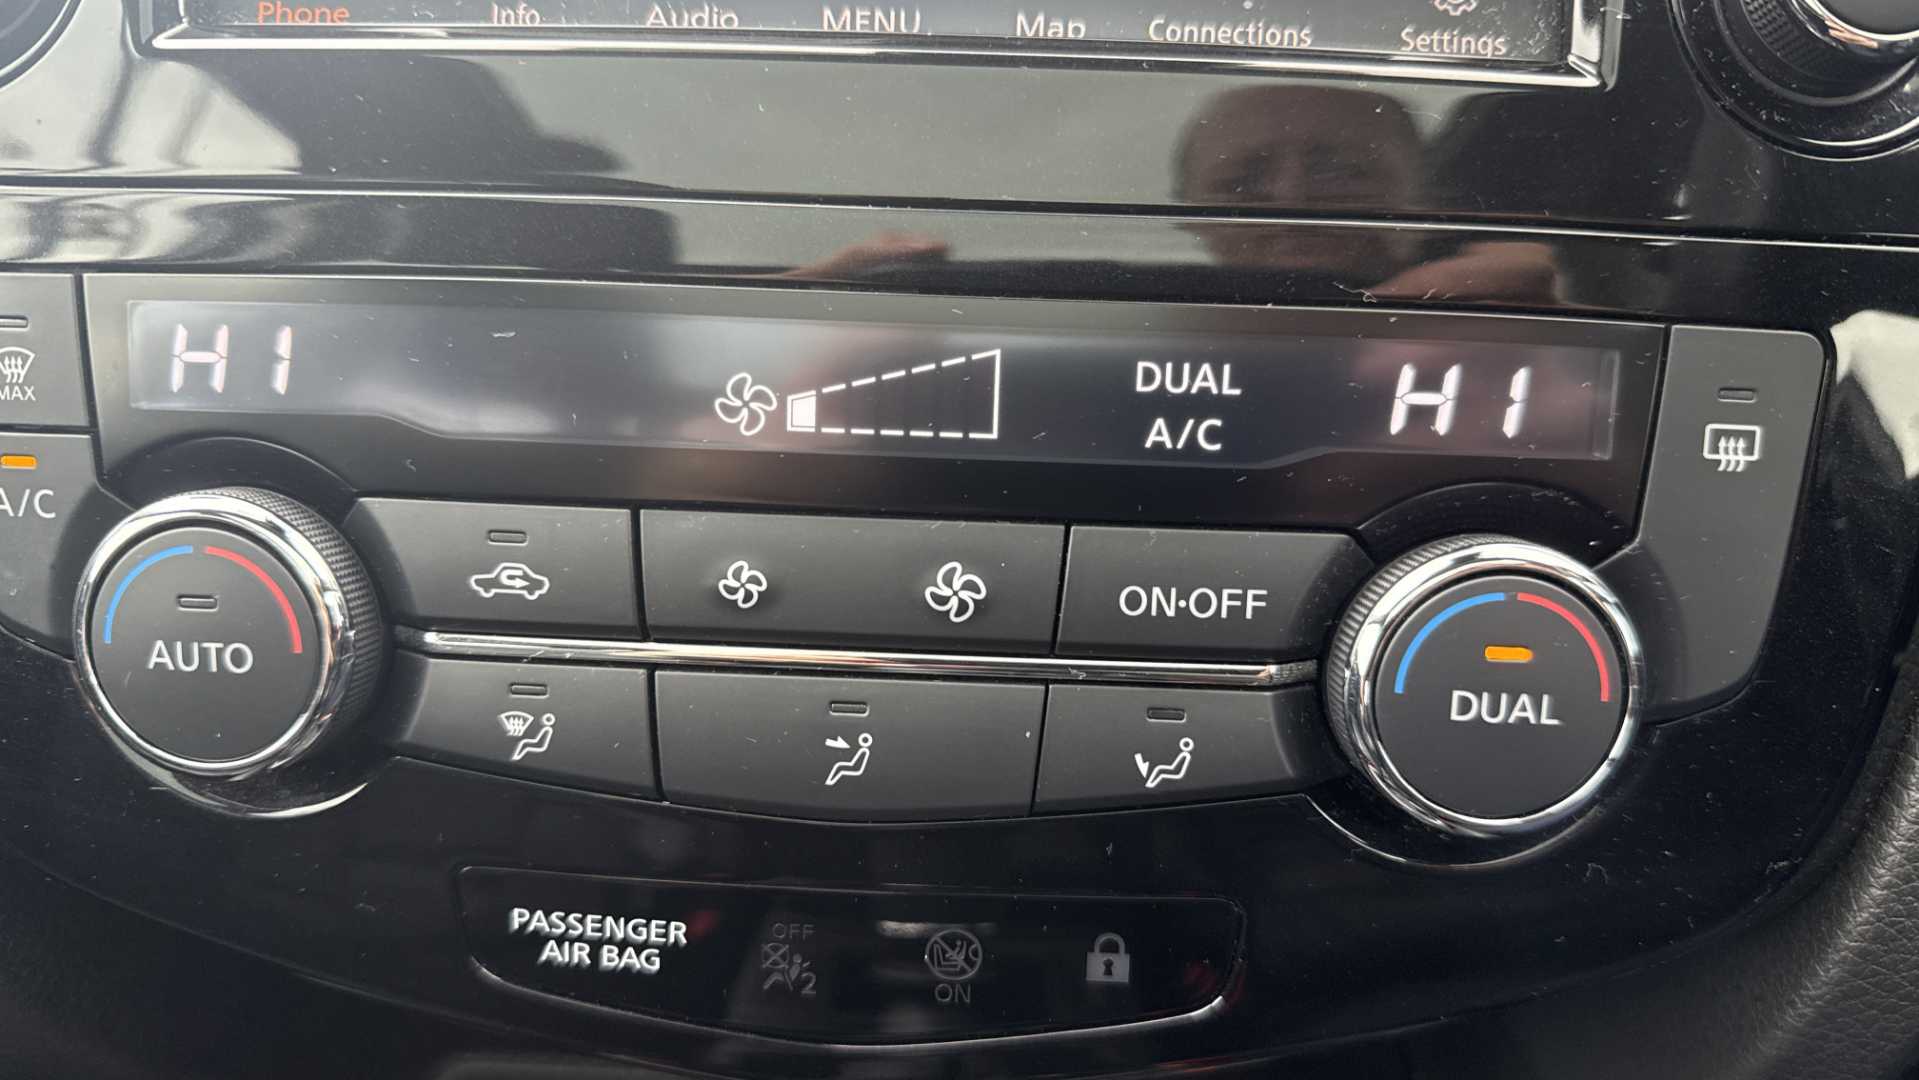 Phone Info Audio MENU Map Connections Settings
HI DUAL HI
A/C
MAX
A/C
AUTO
ON•OFF
DUAL
PASSENGER
AIR BAG
OFF
2
ON